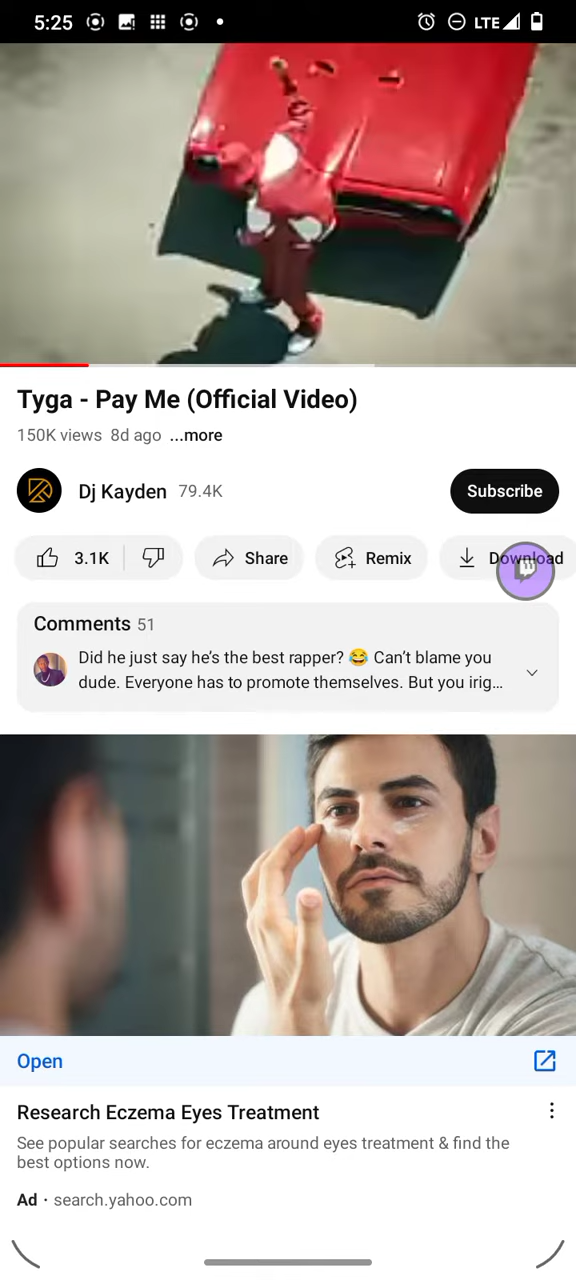 5:25 LTE
Tyga - Pay Me (Official Video)
150K views 8d ago ...more
Dj Kayden 79.4K Subscribe
3.1K Share Remix Download
Comments 51
Did he just say he's the best rapper? 😂 Can't blame you
dude. Everyone has to promote themselves. But you irig...
Open
Research Eczema Eyes Treatment
See popular searches for eczema around eyes treatment & find the
best options now.
Ad · search.yahoo.com